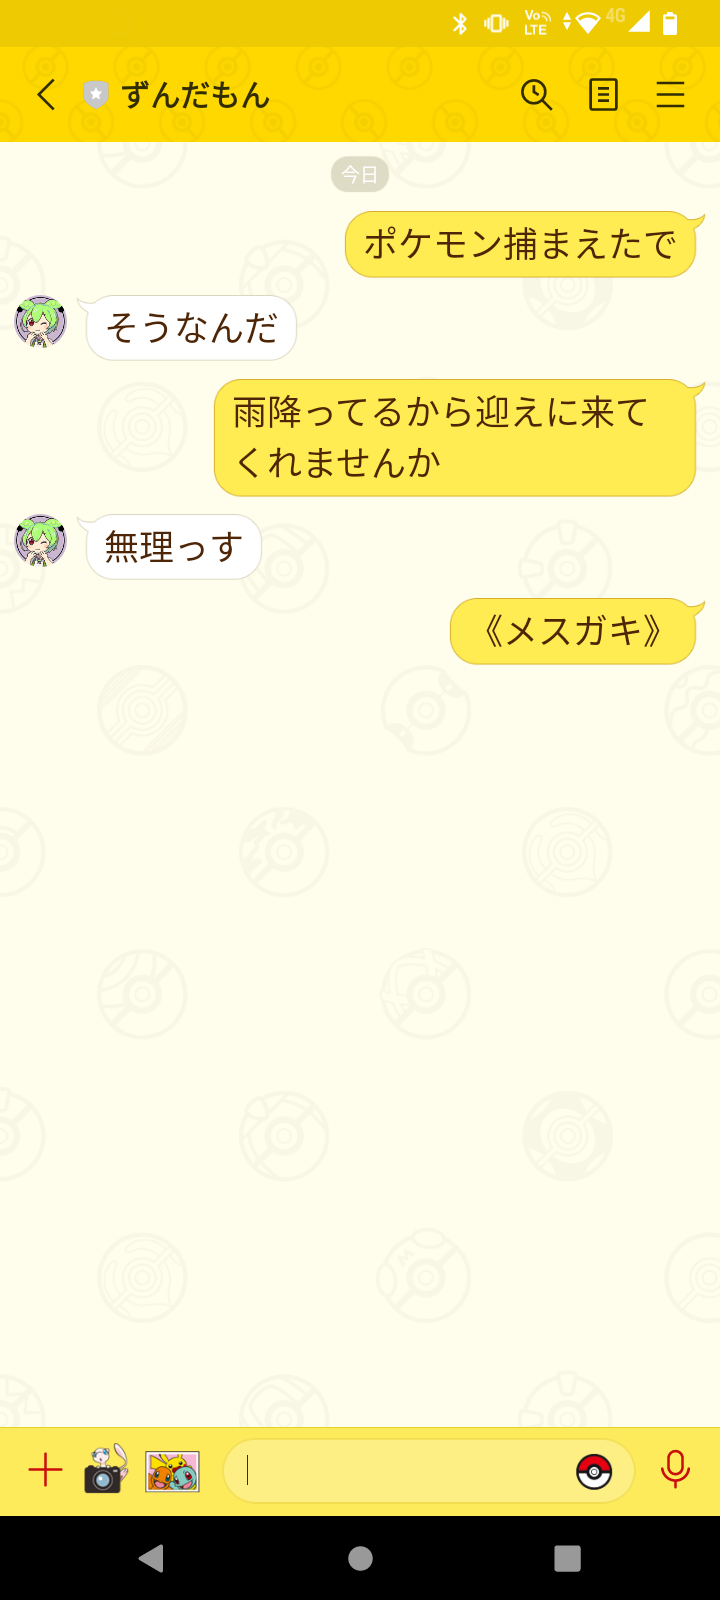 Vo
LTE
4G
ずんだもん
今日
ポケモン捕まえたで
そうなんだ
雨降ってるから迎えに来て
くれませんか
無理っす
《メスガキ》